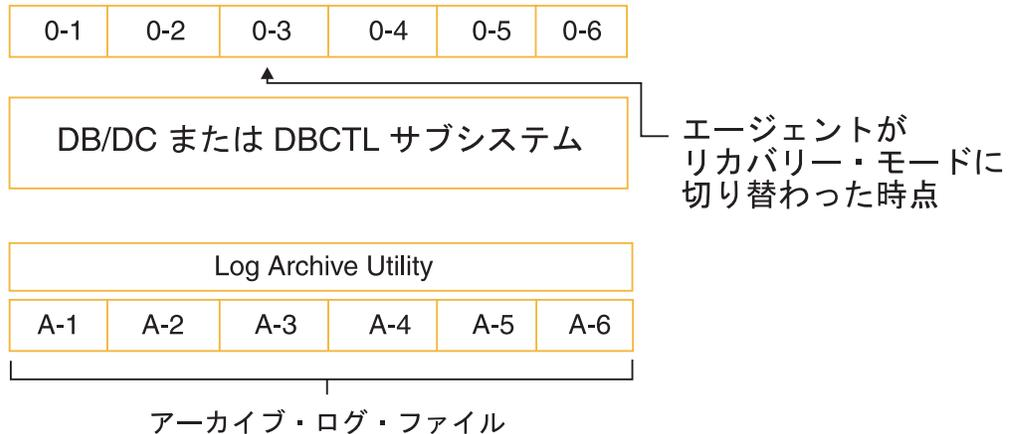 0-1 0-2 0-3 0-4 0-5 0-6
DB/DC または DBCTL サブシステム
エージェントが
リカバリー・モードに
切り替わった時点
Log Archive Utility
A-1 A-2 A-3 A-4 A-5 A-6
アーカイブ・ログ・ファイル